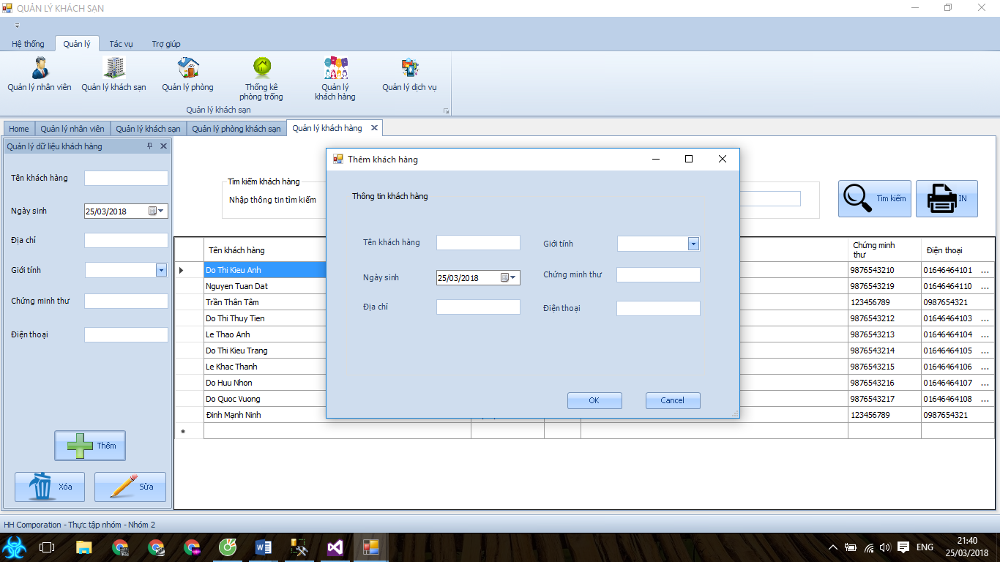 QUẢN LÝ KHÁCH SẠN
Hệ thống Quản lý Tác vụ Trợ giúp
Quản lý nhân viên
Quản lý khách sạn
Quản lý phòng
Thống kê
phòng trống
Quản lý
khách hàng
Quản lý dịch vụ
Quản lý khách sạn
Home Quản lý nhân viên Quản lý khách sạn Quản lý phòng khách sạn Quản lý khách hàng
Quản lý dữ liệu khách hàng
Tên khách hàng
Ngày sinh 25/03/2018
Địa chỉ
Giới tính
Chứng minh thư
Điện thoại
Thêm
Xóa
Sửa
Tìm kiếm khách hàng
Nhập thông tin tìm kiếm
Tìm kiếm
IN
Tên khách hàng
Chứng minh
thư
Điện thoại
Do Thi Kieu Anh 9876543210 01646464101 ...
Nguyen Tuan Dat 9876543219 01646464110 ...
Trần Thân Tâm 123456789 0987654321
Do Thi Thuy Tien 9876543212 01646464103 ...
Le Thao Anh 9876543213 01646464104 ...
Do Thi Kieu Trang 9876543214 01646464105 ...
Le Khac Thanh 9876543215 01646464106 ...
Do Huu Nhon 9876543216 01646464107 ...
Do Quoc Vuong 9876543217 01646464108 ...
Đinh Mạnh Ninh 123456789 0987654321
Thêm khách hàng
Thông tin khách hàng
Tên khách hàng
Giới tính
Ngày sinh 25/03/2018
Chứng minh thư
Địa chỉ
Điện thoại
OK
Cancel
HH Comporation - Thực tập nhóm - Nhóm 2
ENG
21:40
25/03/2018